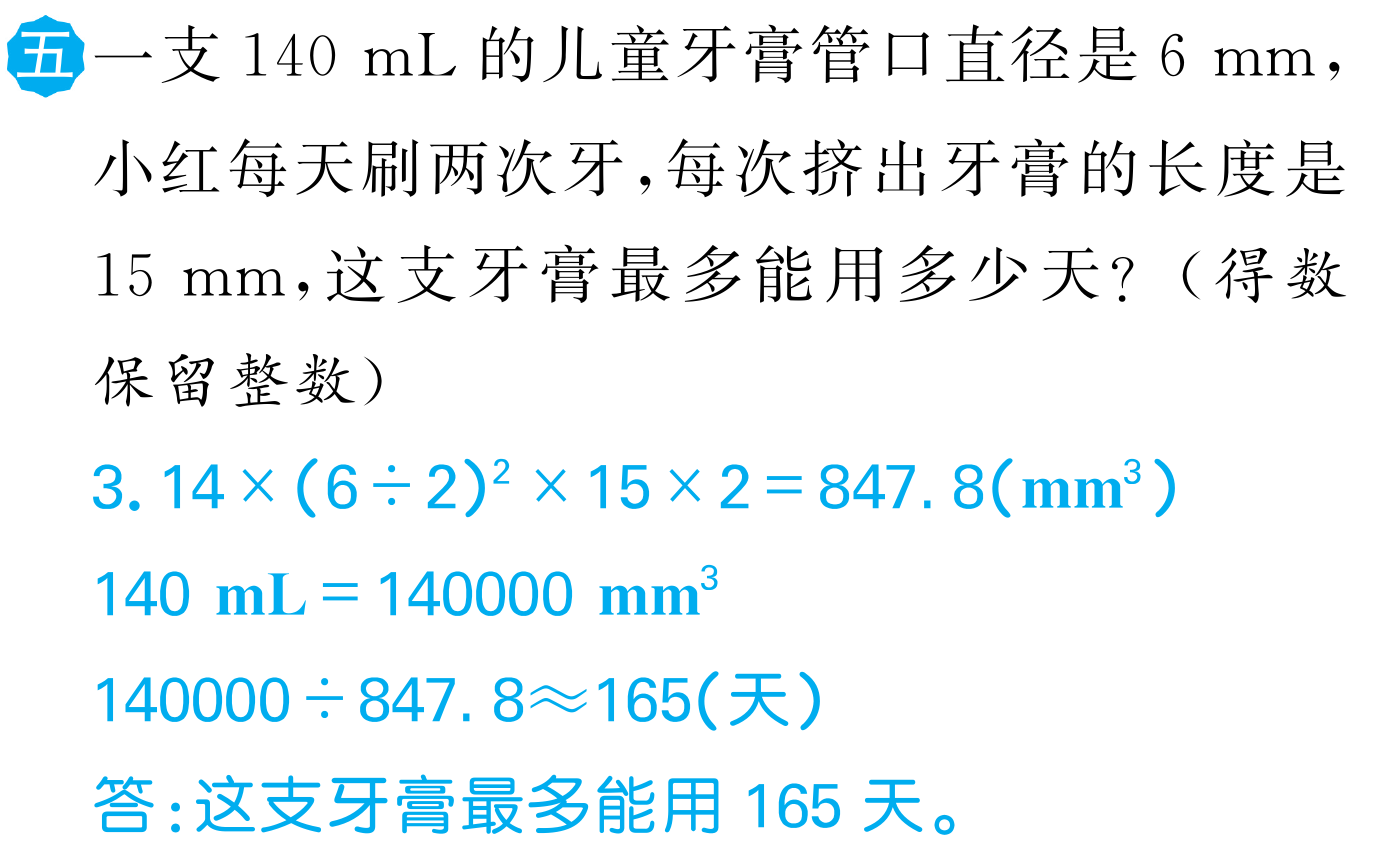 五 一支 140 mL 的儿童牙膏管口直径是 6 mm，
小红每天刷两次牙，每次挤出牙膏的长度是
15 mm，这支牙膏最多能用多少天？（得数
保留整数）
3. 14 × (6 ÷ 2)² × 15 × 2 = 847. 8(mm³)
140 mL = 140000 mm³
140000 ÷ 847. 8≈165(天)
答：这支牙膏最多能用 165 天。